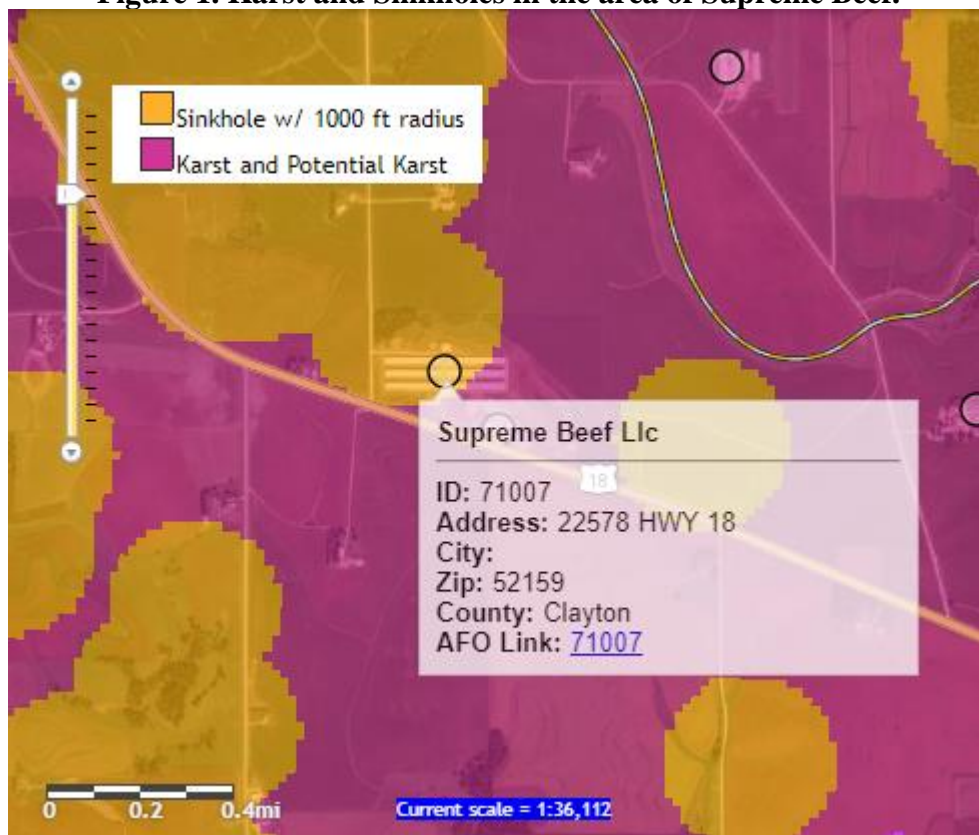 Figure 1. Karst and Sinkholes in the area of Supreme Beef.
Sinkhole w/ 1000 ft radius
Karst and Potential Karst
Supreme Beef Llc
18
ID: 71007
Address: 22578 HWY 18
City:
Zip: 52159
County: Clayton
AFO Link: 71007
0 0.2 0.4mi
Current scale = 1:36,112